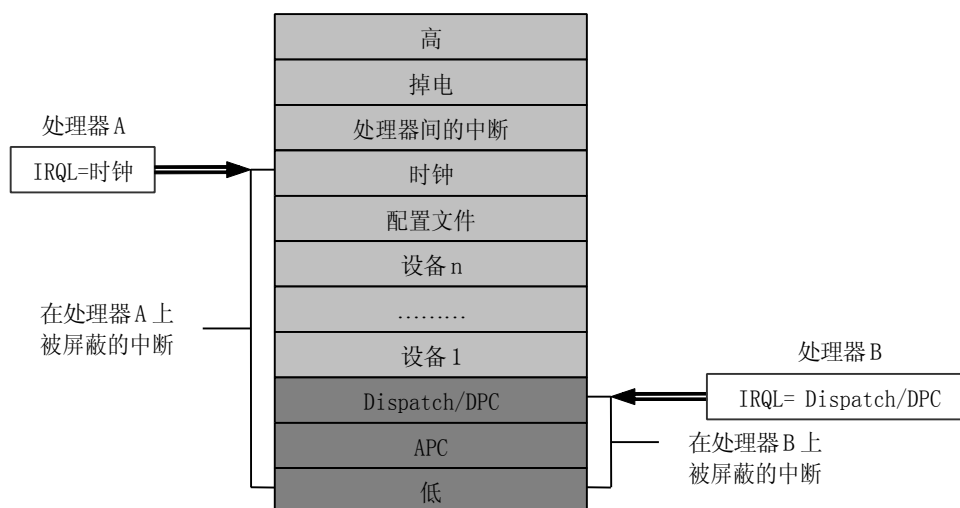 高
掉电
处理器间的中断
时钟
配置文件
设备n
………
设备1
Dispatch/DPC
APC
低
处理器A
IRQL=时钟
在处理器A上
被屏蔽的中断
处理器B
IRQL= Dispatch/DPC
在处理器B上
被屏蔽的中断